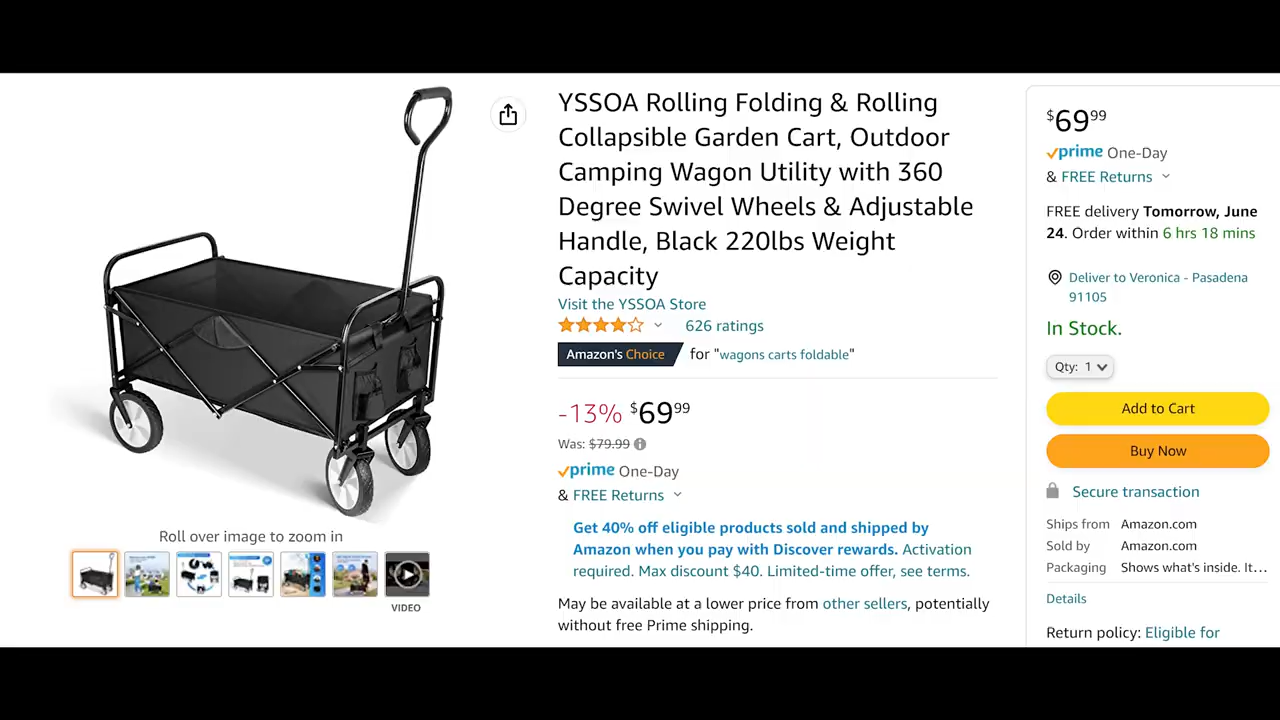 YSSOA Rolling Folding & Rolling
Collapsible Garden Cart, Outdoor
Camping Wagon Utility with 360
Degree Swivel Wheels & Adjustable
Handle, Black 220lbs Weight
Capacity
Visit the YSSOA Store
626 ratings
Amazon's Choice for "wagons carts foldable"
-13% $69 99
Was: $79.99
prime One-Day
& FREE Returns
Get 40% off eligible products sold and shipped by
Amazon when you pay with Discover rewards. Activation
required. Max discount $40. Limited-time offer, see terms.
May be available at a lower price from other sellers, potentially
without free Prime shipping.
Roll over image to zoom in
VIDEO
$69 99
prime One-Day
& FREE Returns
FREE delivery Tomorrow, June
24. Order within 6 hrs 18 mins
Deliver to Veronica - Pasadena
91105
In Stock.
Qty: 1
Add to Cart
Buy Now
Secure transaction
Ships from Amazon.com
Sold by Amazon.com
Packaging Shows what's inside. It...
Details
Return policy: Eligible for